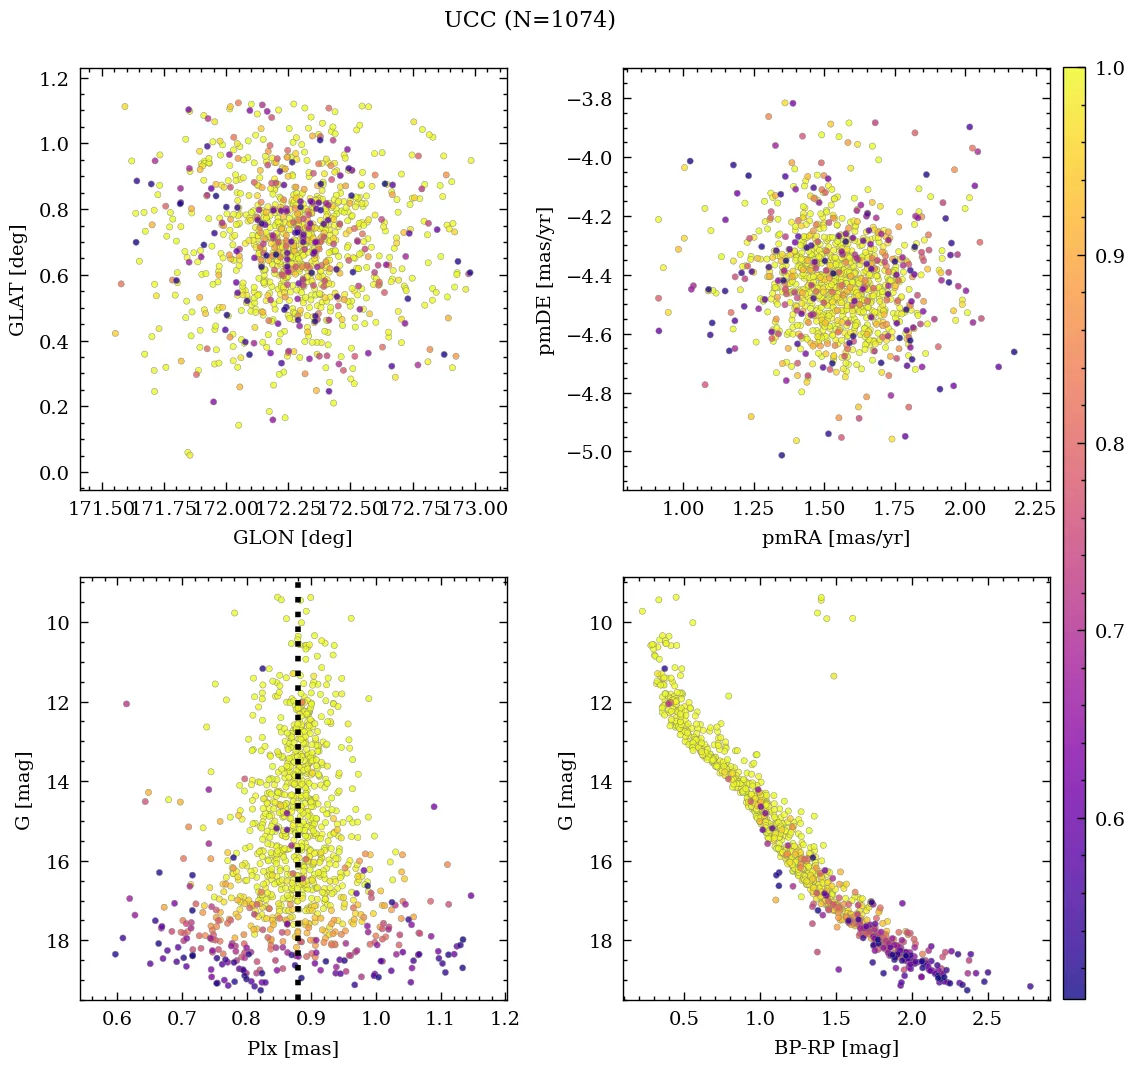 UCC (N=1074)
1.2
1.0
0.8
0.6
0.4
0.2
0.0
GLAT [deg]
171.50 171.75 172.00 172.25 172.50 172.75 173.00
GLON [deg]
−3.8
−4.0
−4.2
−4.4
−4.6
−4.8
−5.0
pmDE [mas/yr]
1.00 1.25 1.50 1.75 2.00 2.25
pmRA [mas/yr]
1.0
0.9
0.8
0.7
0.6
10
12
14
16
18
G [mag]
0.6 0.7 0.8 0.9 1.0 1.1 1.2
Plx [mas]
10
12
14
16
18
G [mag]
0.5 1.0 1.5 2.0 2.5
BP-RP [mag]